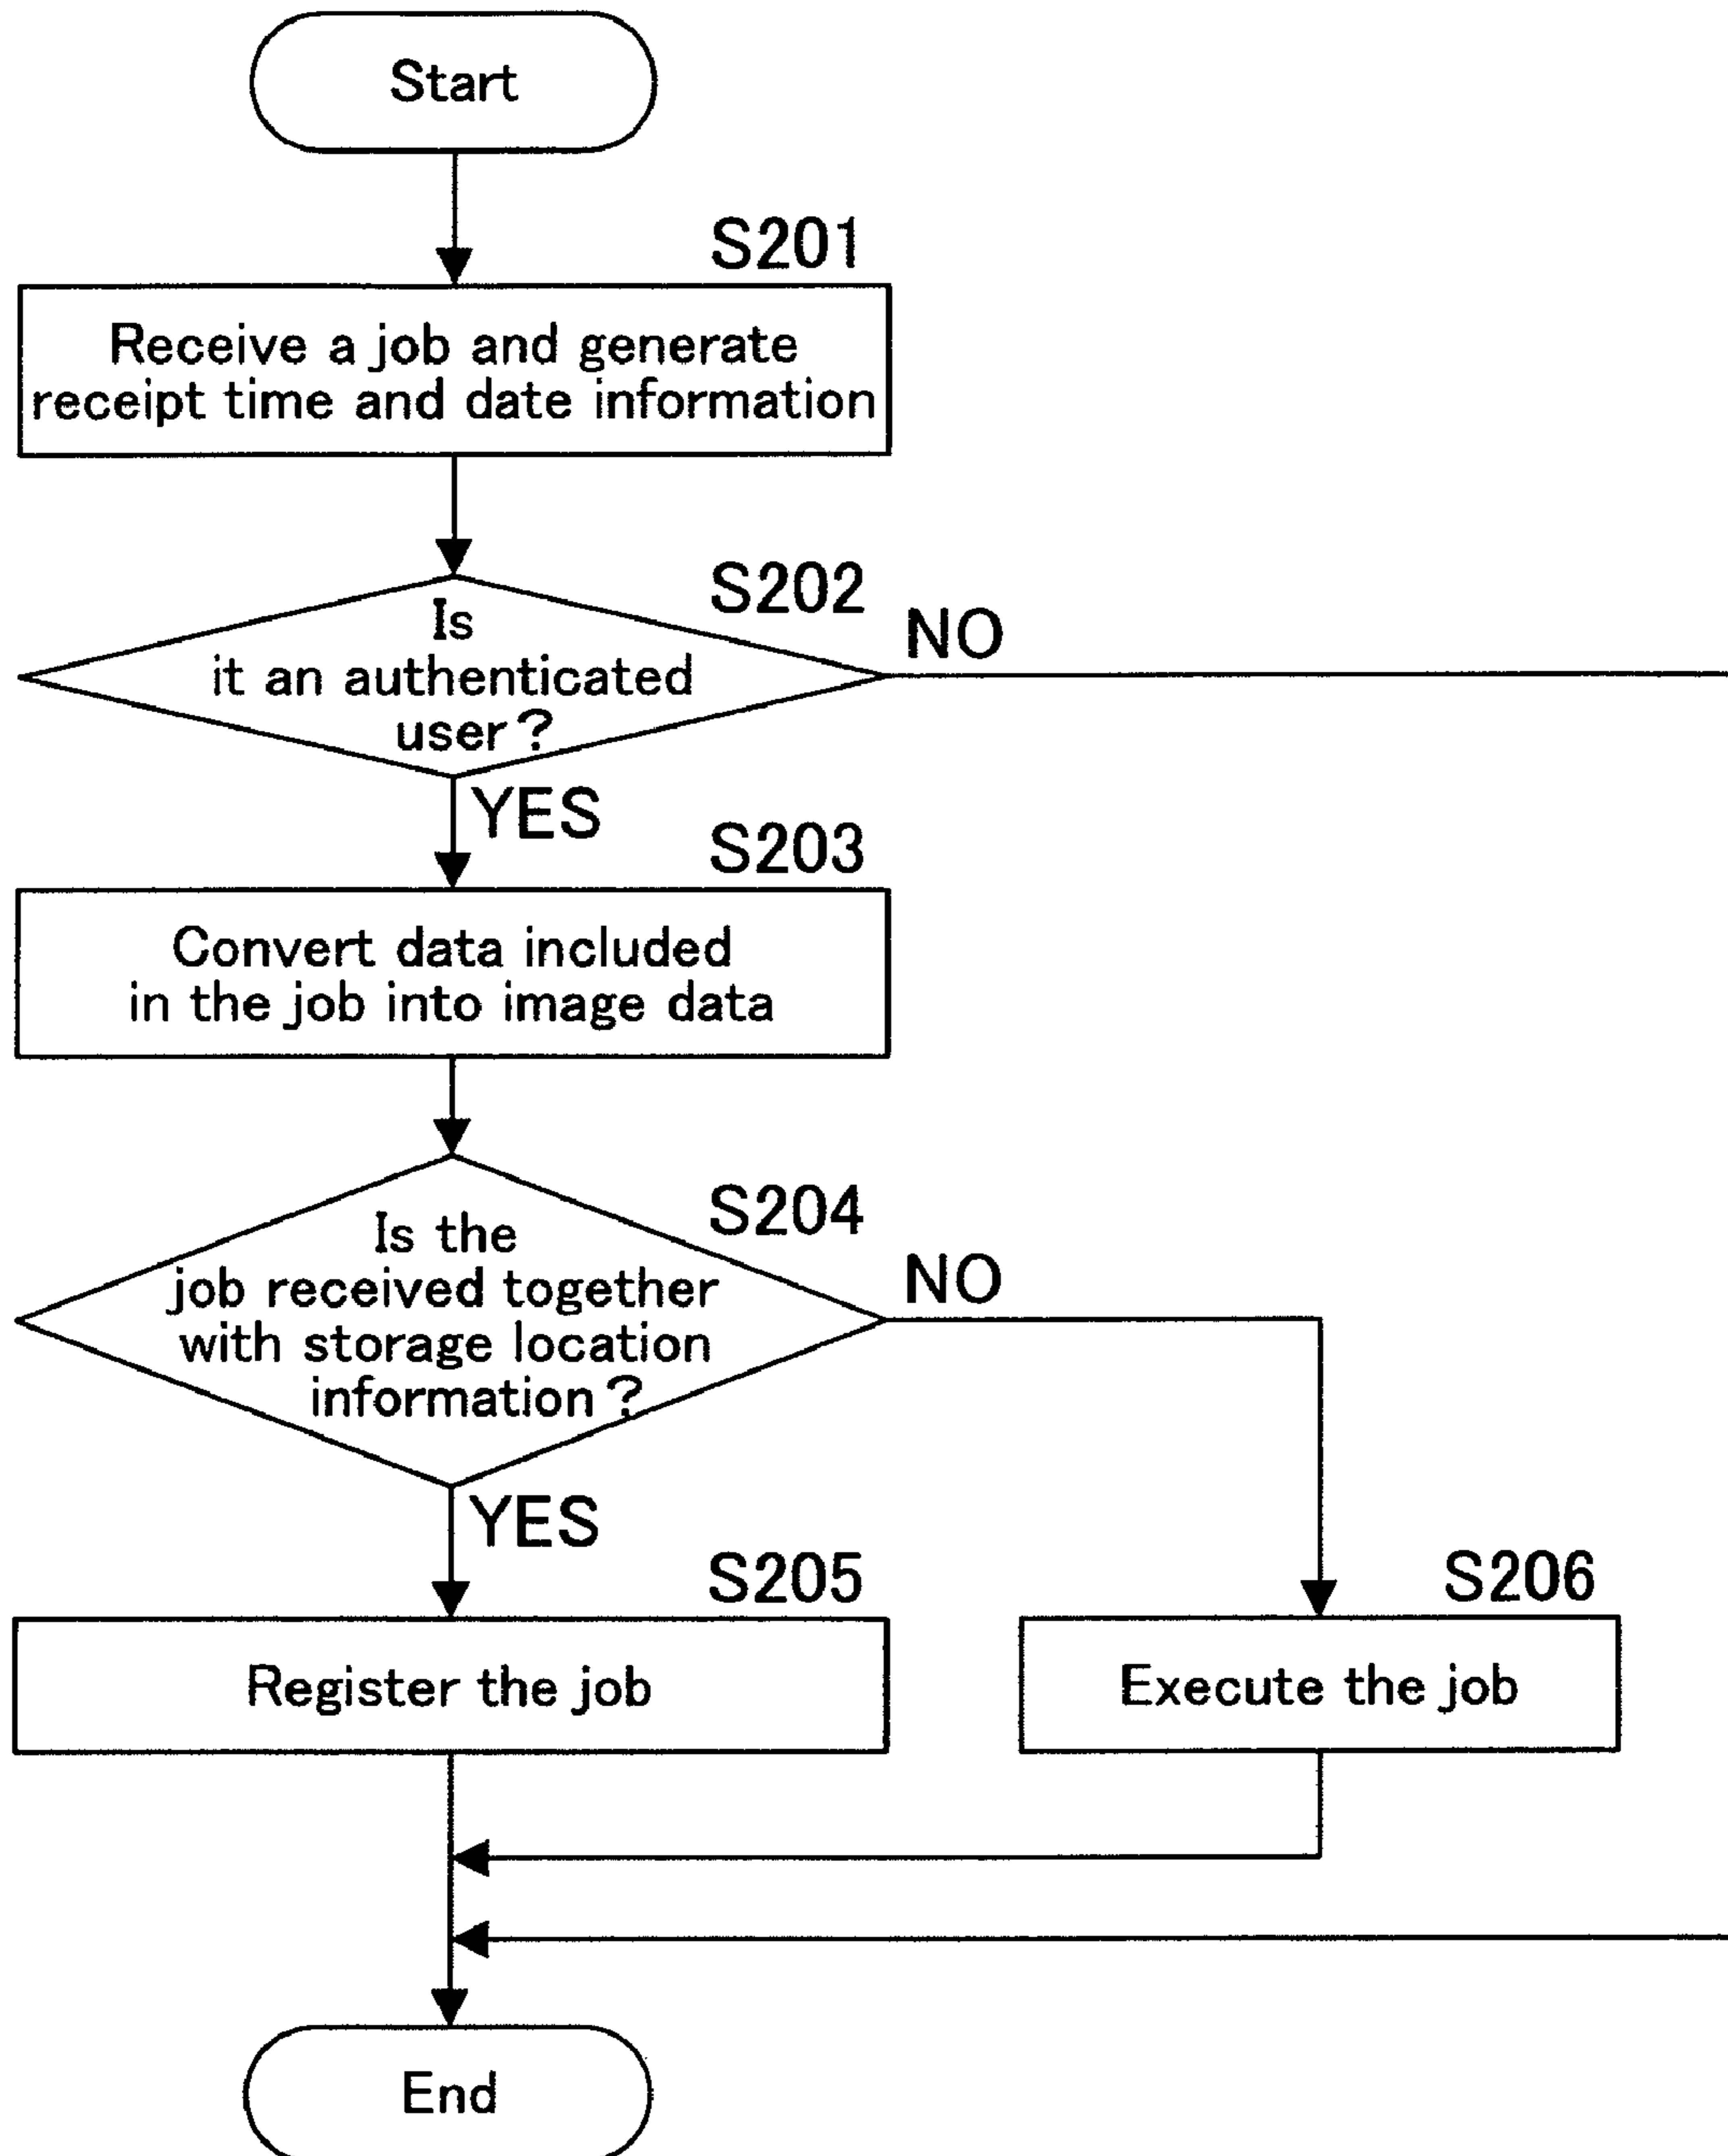 Start
S201
Receive a job and generate
receipt time and date information
S202
Is
it an authenticated
user?
NO
YES
S203
Convert data included
in the job into image data
S204
Is the
job received together
with storage location
information?
NO
YES
S205
Register the job
S206
Execute the job
End